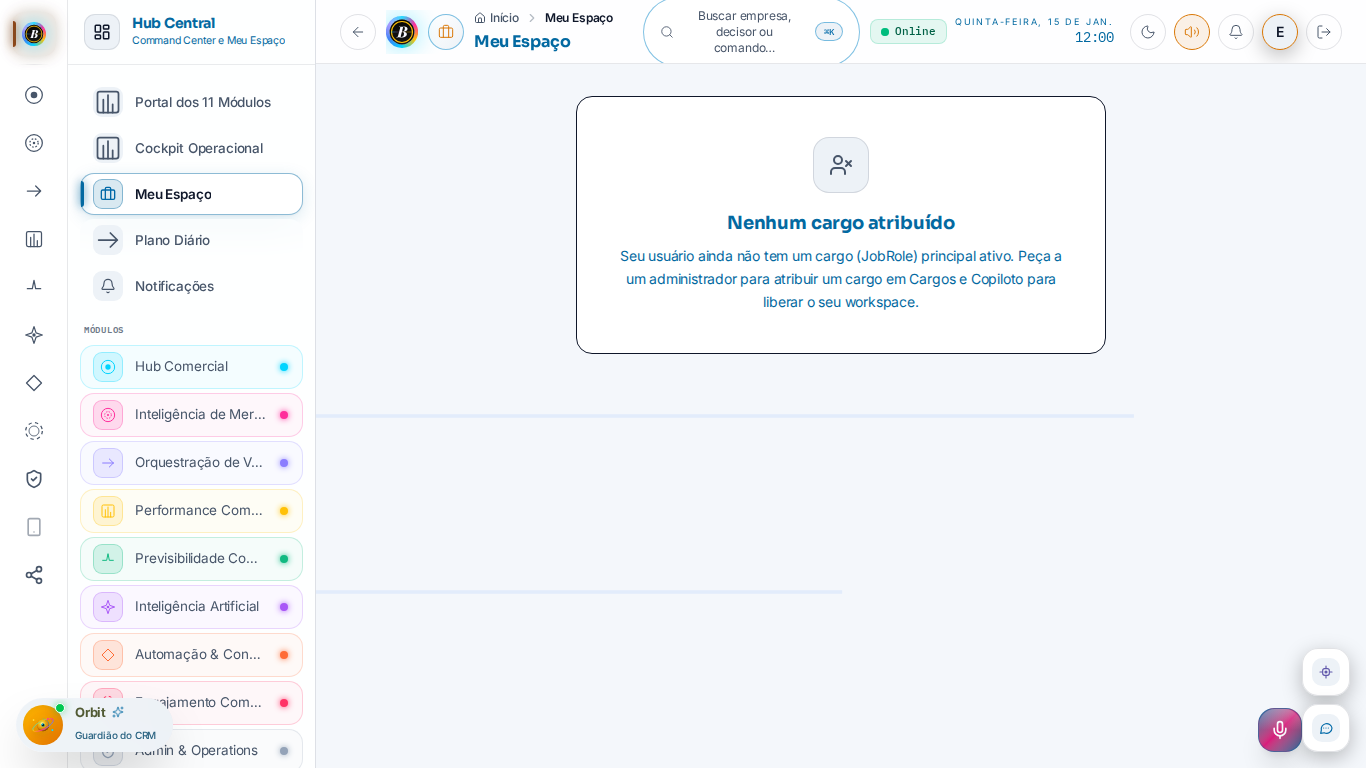 B
Hub Central
Command Center e Meu Espaço
Início
Meu Espaço
Meu Espaço
Buscar empresa,
decisor ou
comando...
⌘K
Online
QUINTA-FEIRA, 15 DE JAN.
12:00
E
Portal dos 11 Módulos
Cockpit Operacional
Meu Espaço
Plano Diário
Notificações
MÓDULOS
Hub Comercial
Inteligência de Mer...
Orquestração de V...
Performance Com...
Previsibilidade Co...
Inteligência Artificial
Automação & Con...
Com...
& Operations
Orbit
Guardião do CRM
Nenhum cargo atribuído
Seu usuário ainda não tem um cargo (JobRole) principal ativo. Peça a
um administrador para atribuir um cargo em Cargos e Copiloto para
liberar o seu workspace.